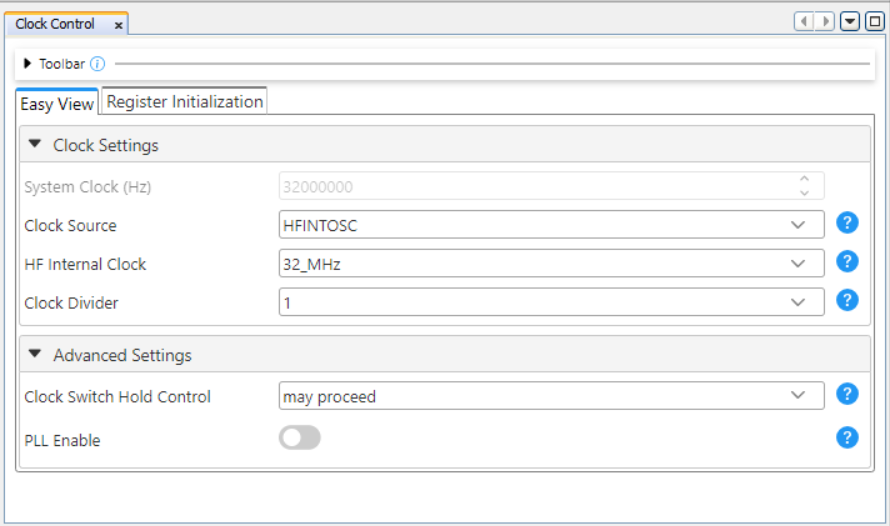 Clock Control x
Toolbar
Easy View Register Initialization
Clock Settings
System Clock (Hz) 32000000
Clock Source HFINTOSC ?
HF Internal Clock 32_MHz ?
Clock Divider 1 ?
Advanced Settings
Clock Switch Hold Control may proceed ?
PLL Enable ?